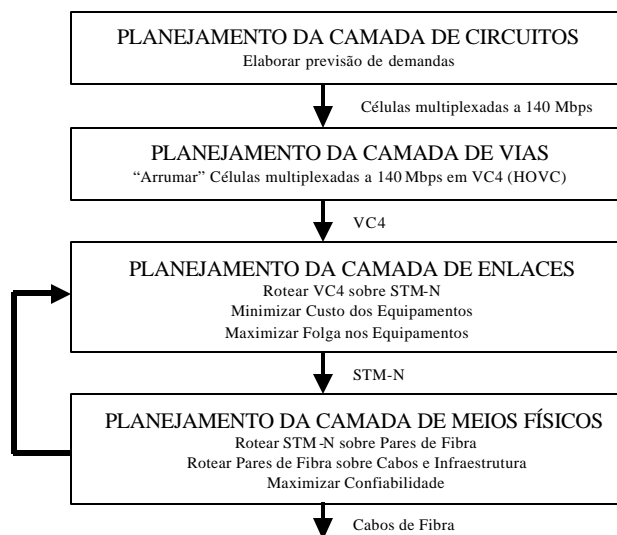 PLANEJAMENTO DA CAMADA DE CIRCUITOS
Elaborar previsão de demandas
Células multiplexadas a 140 Mbps
PLANEJAMENTO DA CAMADA DE VIAS
“Arrumar” Células multiplexadas a 140 Mbps em VC4 (HOVC)
VC4
PLANEJAMENTO DA CAMADA DE ENLACES
Rotear VC4 sobre STM-N
Minimizar Custo dos Equipamentos
Maximizar Folga nos Equipamentos
STM-N
PLANEJAMENTO DA CAMADA DE MEIOS FÍSICOS
Rotear STM-N sobre Pares de Fibra
Rotear Pares de Fibra sobre Cabos e Infraestrutura
Maximizar Confiabilidade
Cabos de Fibra